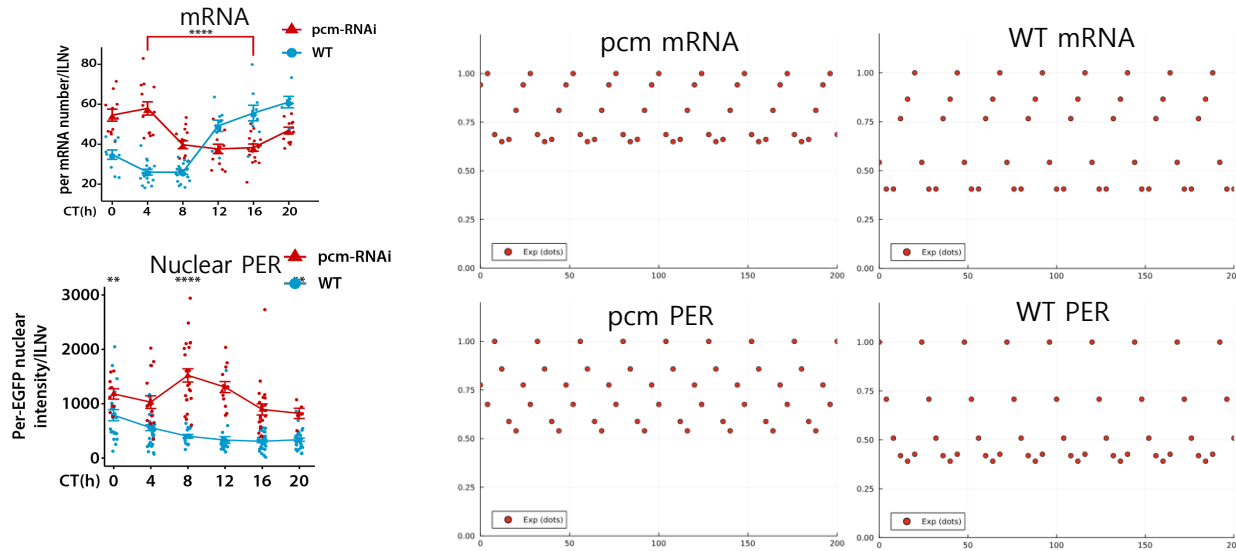 mRNA
****
pcm-RNAi
WT
per mRNA number/lLNv
80
60
40
20
CT(h)
0 4 8 12 16 20
Nuclear PER
pcm-RNAi
WT
** **** **
Per-EGFP nuclear
intensity/lLNv
3000
2000
1000
0
CT(h)
0 4 8 12 16 20
pcm mRNA
1.00
0.75
0.50
0.25
0.00
Exp (dots)
0 50 100 150 200
WT mRNA
1.00
0.75
0.50
0.25
0.00
Exp (dots)
0 50 100 150 200
pcm PER
1.00
0.75
0.50
0.25
0.00
Exp (dots)
0 50 100 150 200
WT PER
1.00
0.75
0.50
0.25
0.00
Exp (dots)
0 50 100 150 200